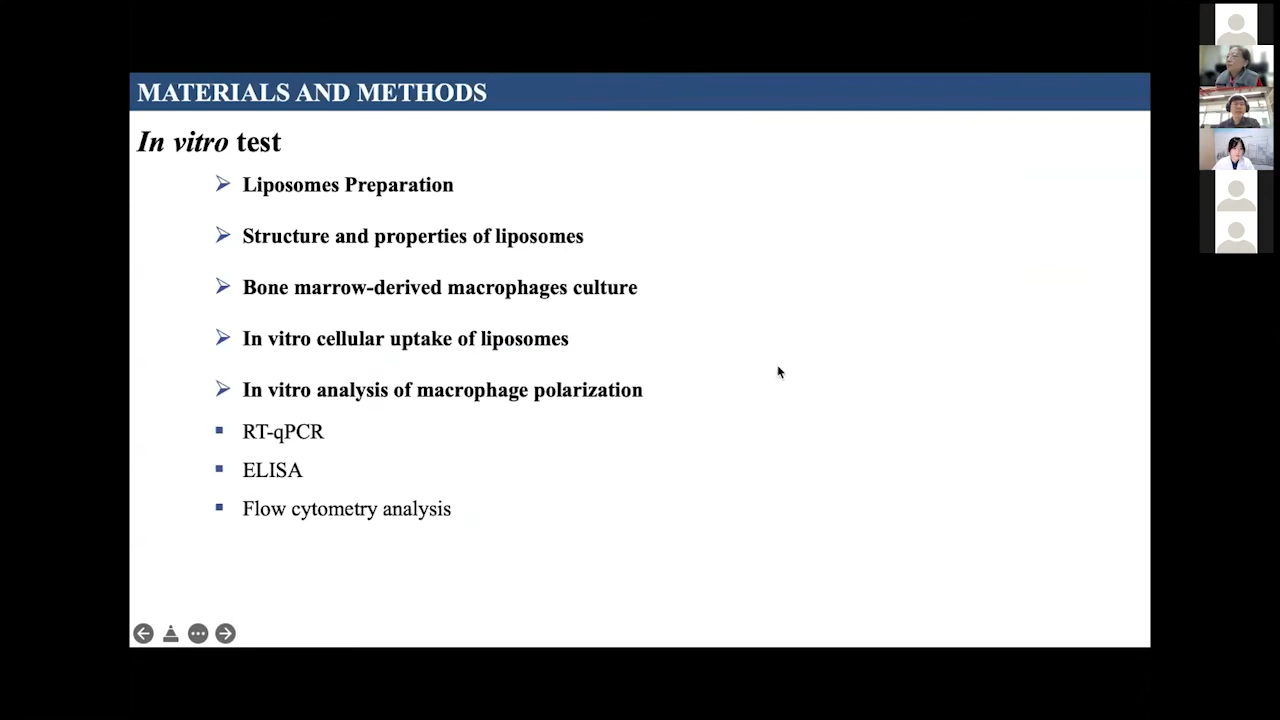 MATERIALS AND METHODS
In vitro test
Liposomes Preparation
Structure and properties of liposomes
Bone marrow-derived macrophages culture
In vitro cellular uptake of liposomes
In vitro analysis of macrophage polarization
RT-qPCR
ELISA
Flow cytometry analysis